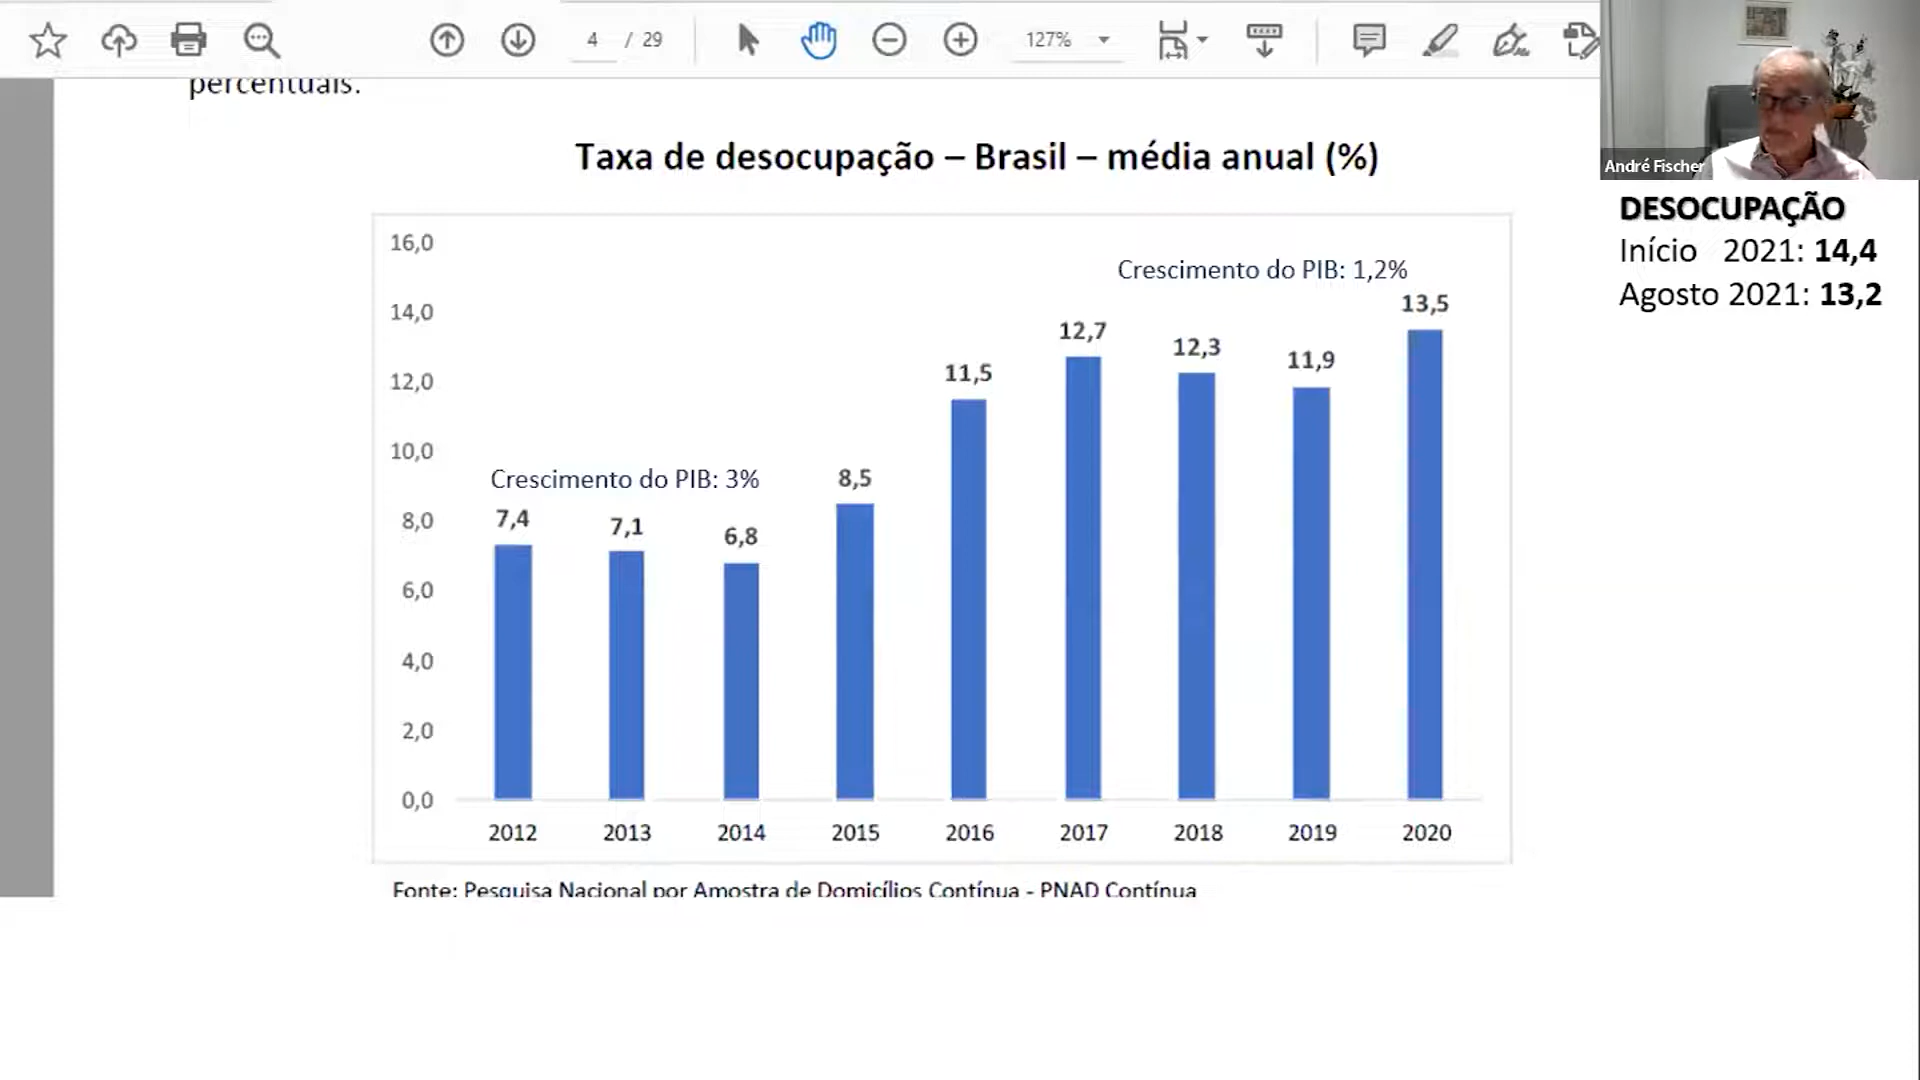 4 / 29
127%
percentuais.
André Fischer
Taxa de desocupação – Brasil – média anual (%)
DESOCUPAÇÃO
Início 2021: 14,4
Agosto 2021: 13,2
16,0
14,0
12,0
10,0
8,0
6,0
4,0
2,0
0,0
Crescimento do PIB: 3%
Crescimento do PIB: 1,2%
7,4
7,1
6,8
8,5
11,5
12,7
12,3
11,9
13,5
2012
2013
2014
2015
2016
2017
2018
2019
2020
Fonte: Pesquisa Nacional por Amostra de Domicílios Contínua - PNAD Contínua